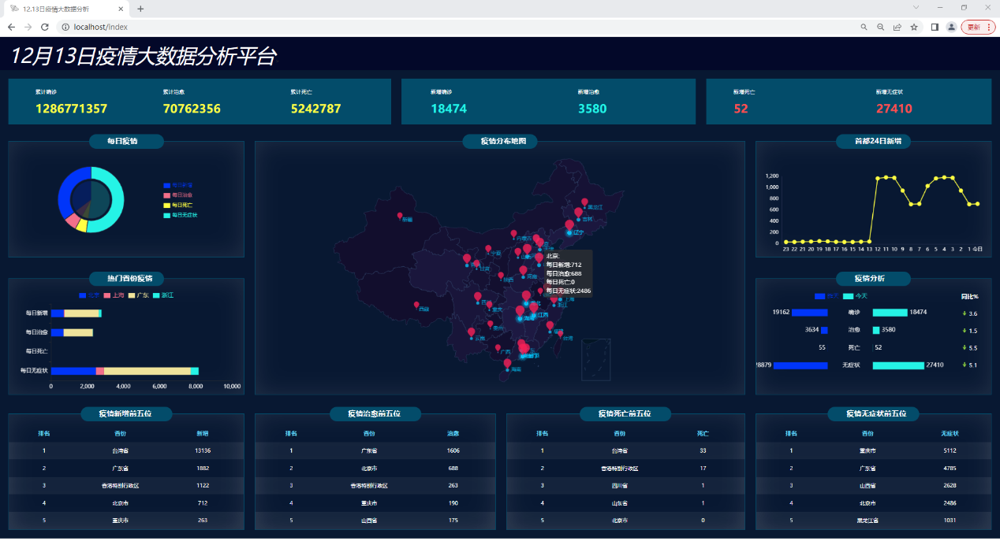 12.13日疫情大数据分析
localhost/index
更新
12月13日疫情大数据分析平台
累计确诊 累计治愈 累计死亡
1286771357 70762356 5242787
新增确诊 新增治愈
18474 3580
新增死亡 新增无症状
52 27410
每日疫情
每日新增
每日治愈
每日死亡
每日无症状
疫情分布地图
黑龙江
吉林
辽宁
新疆
内蒙古
宁夏
甘肃
陕西
河南
西藏
重庆
湖北
上海
浙江
江西
湖南
贵州
云南
福建
台湾
广西
海南
北京:
每日新增:712
每日治愈:688
每日死亡:0
每日无症状:2486
首都24日新增
1,200
1,000
800
600
400
200
0
23 22 21 20 19 18 17 16 15 14 13 12 11 10 9 8 7 6 5 4 3 2 1 今日
热门省份疫情
北京 上海 广东 浙江
每日新增
每日治愈
每日死亡
每日无症状
0 2,000 4,000 6,000 8,000 10,000
疫情分析
昨天 今天 同比%
19162 确诊 18474 3.6
3634 治愈 3580 1.5
55 死亡 52 5.5
28879 无症状 27410 5.1
疫情新增前五位
排名 省份 新增
1 台湾省 13136
2 广东省 1882
3 香港特别行政区 1122
4 北京市 712
5 重庆市 263
疫情治愈前五位
排名 省份 治愈
1 广东省 1606
2 北京市 688
3 香港特别行政区 263
4 重庆市 190
5 山西省 175
疫情死亡前五位
排名 省份 死亡
1 台湾省 33
2 香港特别行政区 17
3 四川省 1
4 山东省 1
5 北京市 0
疫情无症状前五位
排名 省份 无症状
1 重庆市 5112
2 广东省 4785
3 山西省 2628
4 北京市 2486
5 黑龙江省 1031